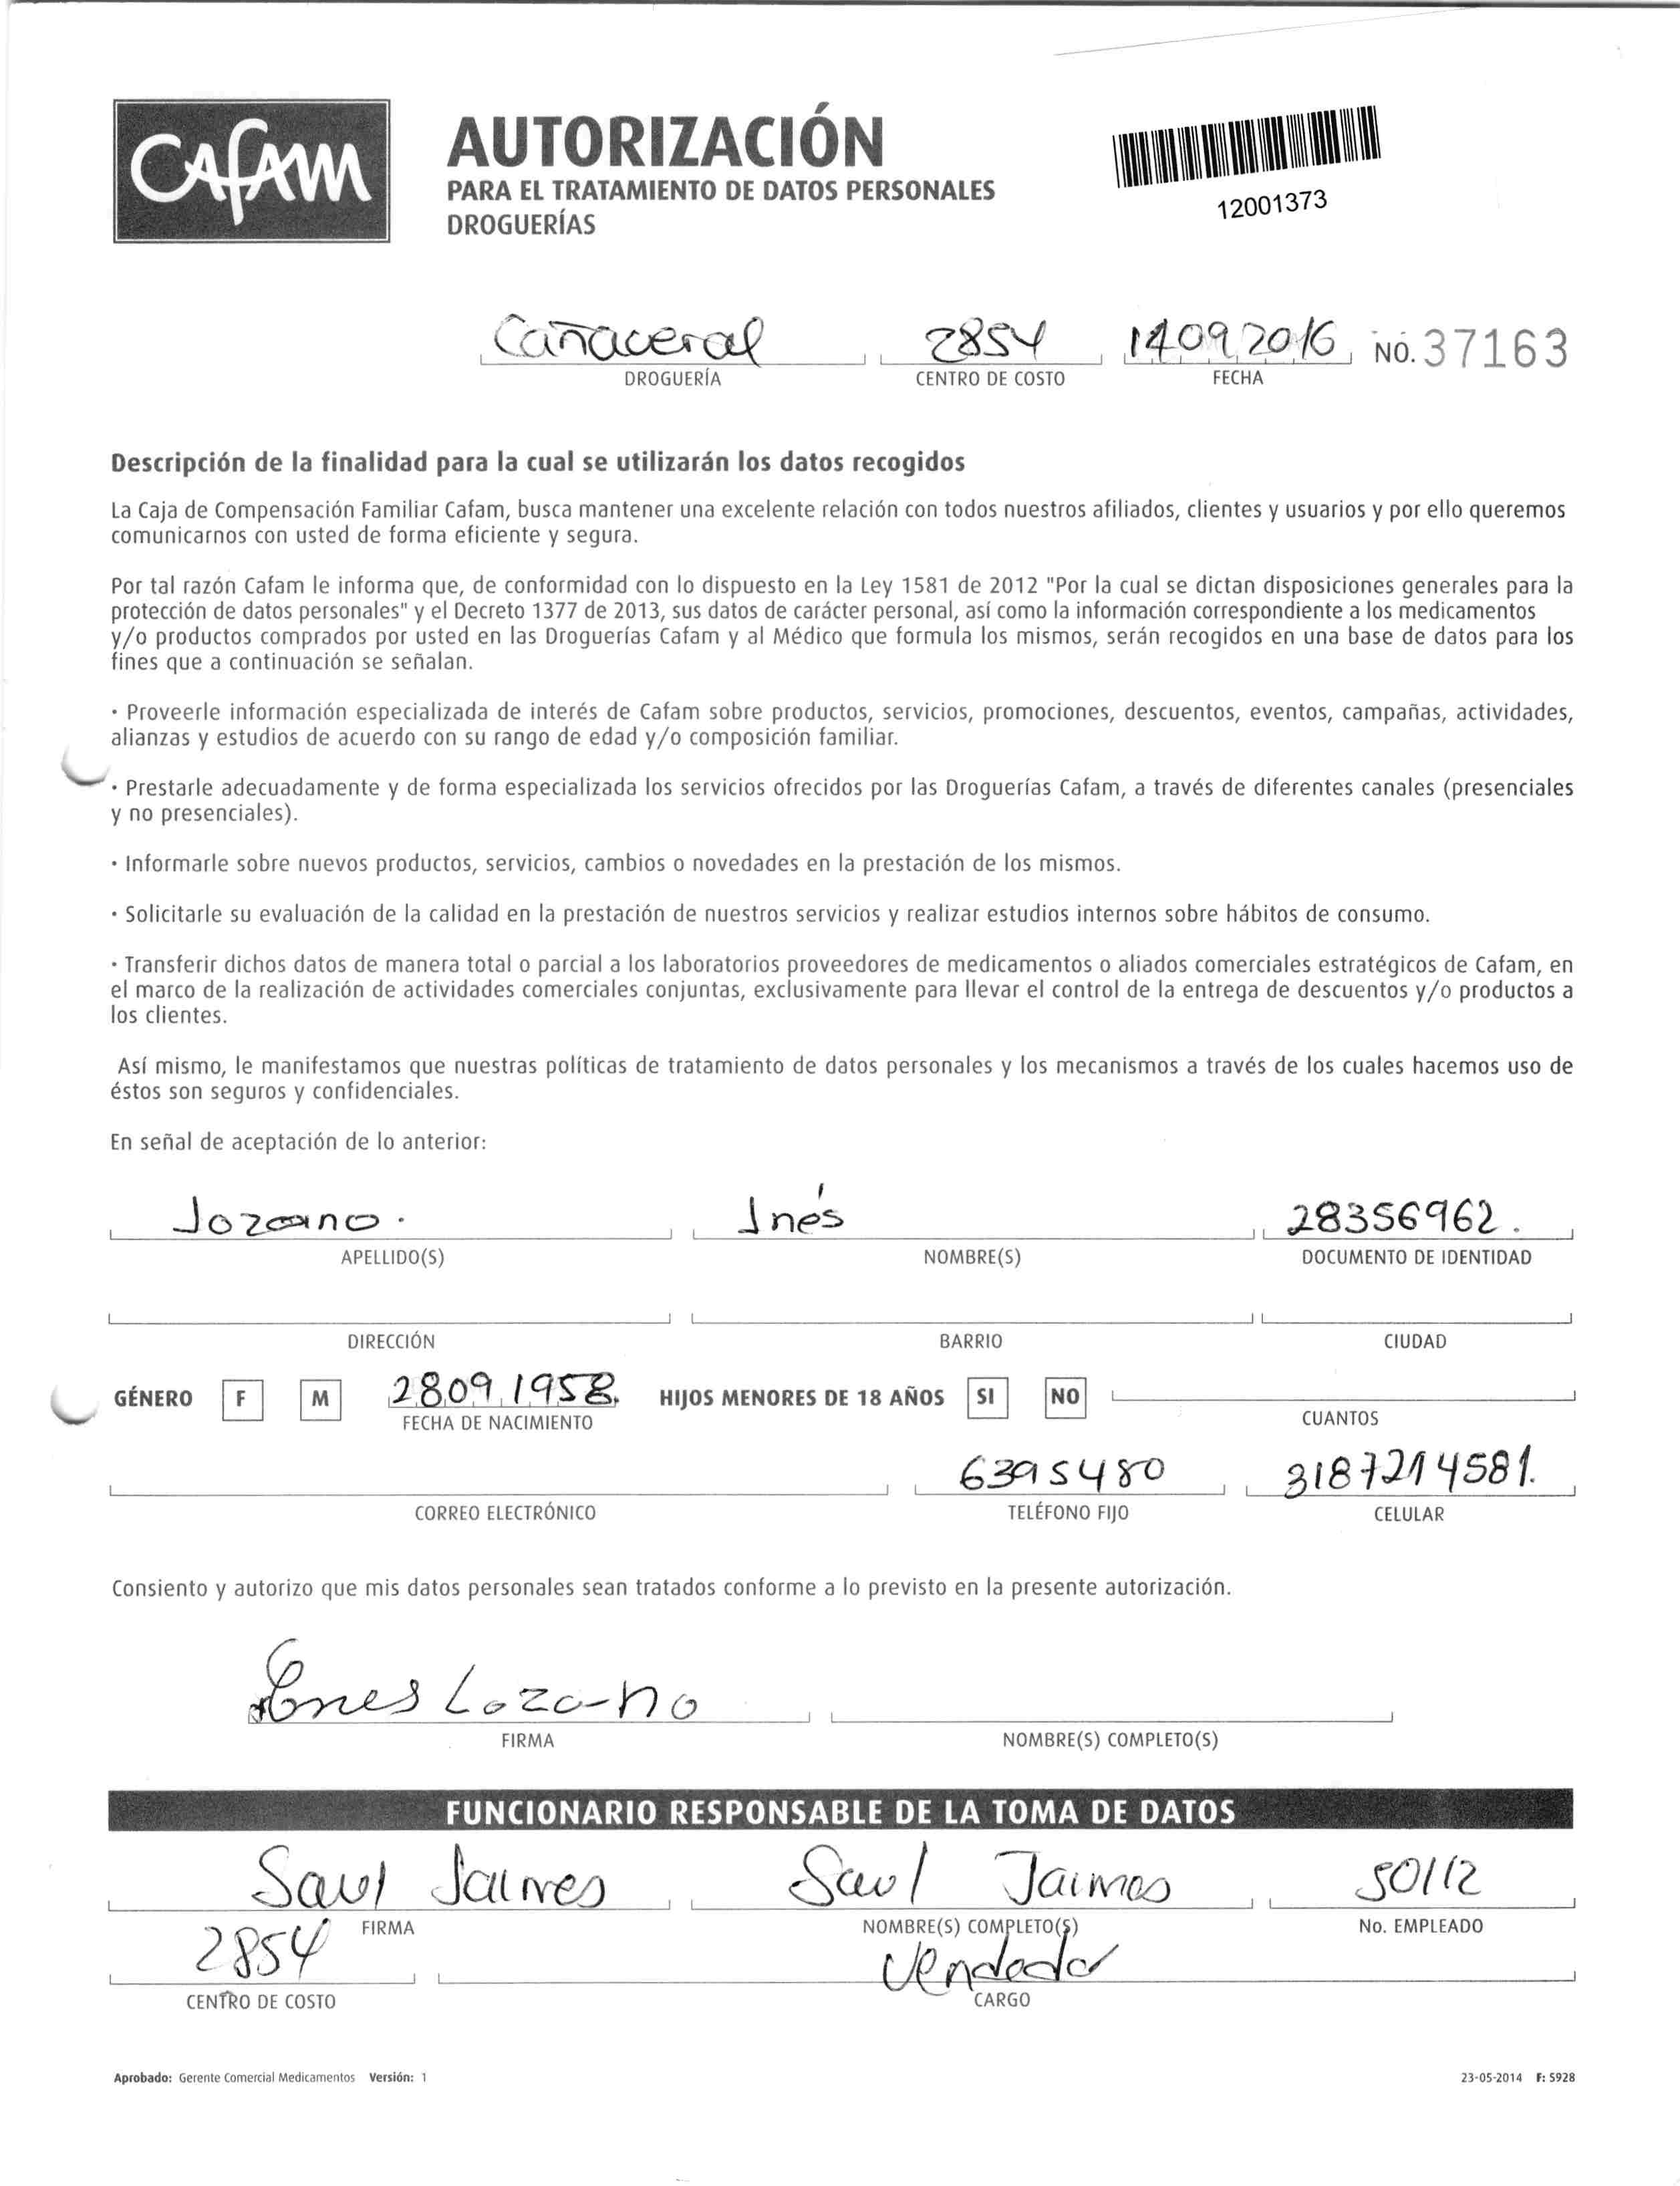 CAFAM
AUTORIZACIÓN
PARA EL TRATAMIENTO DE DATOS PERSONALES
DROGUERÍAS
12001373
Cañaveral 2854 14 09 2016 NO. 37163
DROGUERÍA CENTRO DE COSTO FECHA
Descripción de la finalidad para la cual se utilizarán los datos recogidos
La Caja de Compensación Familiar Cafam, busca mantener una excelente relación con todos nuestros afiliados, clientes y usuarios y por ello queremos
comunicarnos con usted de forma eficiente y segura.
Por tal razón Cafam le informa que, de conformidad con lo dispuesto en la Ley 1581 de 2012 "Por la cual se dictan disposiciones generales para la
protección de datos personales" y el Decreto 1377 de 2013, sus datos de carácter personal, así como la información correspondiente a los medicamentos
y/o productos comprados por usted en las Droguerías Cafam y al Médico que formula los mismos, serán recogidos en una base de datos para los
fines que a continuación se señalan.
· Proveerle información especializada de interés de Cafam sobre productos, servicios, promociones, descuentos, eventos, campañas, actividades,
alianzas y estudios de acuerdo con su rango de edad y/o composición familiar.
· Prestarle adecuadamente y de forma especializada los servicios ofrecidos por las Droguerías Cafam, a través de diferentes canales (presenciales
y no presenciales).
· Informarle sobre nuevos productos, servicios, cambios o novedades en la prestación de los mismos.
· Solicitarle su evaluación de la calidad en la prestación de nuestros servicios y realizar estudios internos sobre hábitos de consumo.
· Transferir dichos datos de manera total o parcial a los laboratorios proveedores de medicamentos o aliados comerciales estratégicos de Cafam, en
el marco de la realización de actividades comerciales conjuntas, exclusivamente para llevar el control de la entrega de descuentos y/o productos a
los clientes.
Así mismo, le manifestamos que nuestras políticas de tratamiento de datos personales y los mecanismos a través de los cuales hacemos uso de
éstos son seguros y confidenciales.
En señal de aceptación de lo anterior:
Lozano. Inés 28356962.
APELLIDO(S) NOMBRE(S) DOCUMENTO DE IDENTIDAD
DIRECCIÓN BARRIO CIUDAD
GÉNERO F M 28 09 1958. HIJOS MENORES DE 18 AÑOS SI NO
FECHA DE NACIMIENTO CUANTOS
6395480 3187214581.
CORREO ELECTRÓNICO TELÉFONO FIJO CELULAR
Consiento y autorizo que mis datos personales sean tratados conforme a lo previsto en la presente autorización.
Ines Lozano
FIRMA NOMBRE(S) COMPLETO(S)
FUNCIONARIO RESPONSABLE DE LA TOMA DE DATOS
Saul Jaimes Saul Jaimes 50112
FIRMA NOMBRE(S) COMPLETO(S) No. EMPLEADO
2854 Vendedor
CENTRO DE COSTO CARGO
Aprobado: Gerente Comercial Medicamentos Versión: 1 23-05-2014 F: 5928